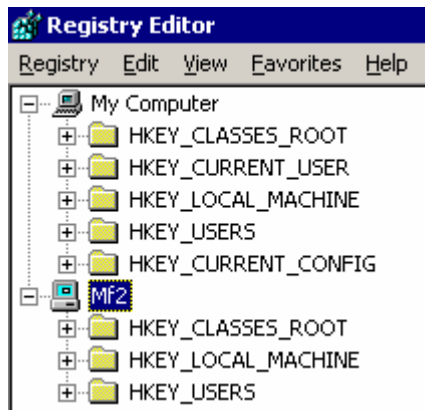 Registry Editor
Registry Edit View Favorites Help
My Computer
HKEY_CLASSES_ROOT
HKEY_CURRENT_USER
HKEY_LOCAL_MACHINE
HKEY_USERS
HKEY_CURRENT_CONFIG
Mf2
HKEY_CLASSES_ROOT
HKEY_LOCAL_MACHINE
HKEY_USERS